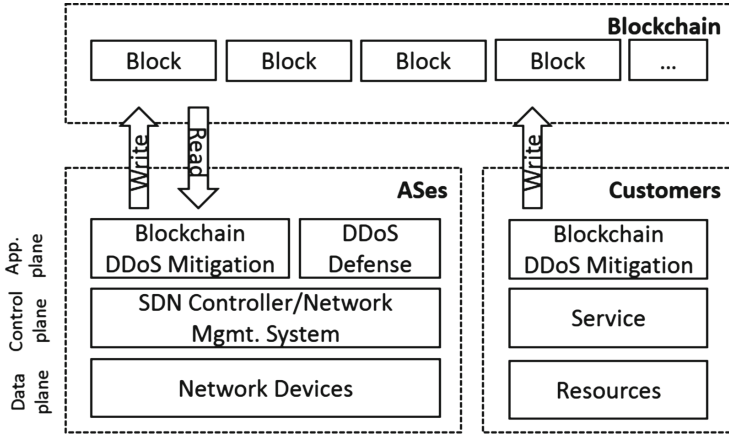 Blockchain
Block
Block
Block
Block
...
Write
Read
Write
ASes
Customers
App.
plane
Blockchain
DDoS Mitigation
DDoS
Defense
Blockchain
DDoS Mitigation
Control
plane
SDN Controller/Network
Mgmt. System
Service
Data
plane
Network Devices
Resources